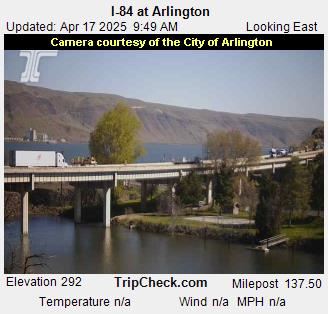 I-84 at Arlington
Updated: Apr 17 2025 9:49 AM Looking East
Camera courtesy of the City of Arlington
Elevation 292 TripCheck.com Milepost 137.50
Temperature n/a Wind n/a MPH n/a